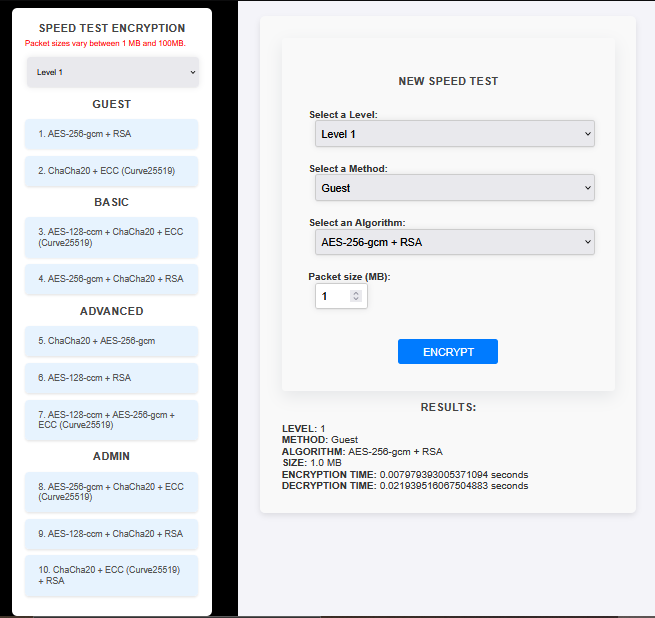 SPEED TEST ENCRYPTION
Packet sizes vary between 1 MB and 100MB.
Level 1
GUEST
1. AES-256-gcm + RSA
2. ChaCha20 + ECC (Curve25519)
BASIC
3. AES-128-ccm + ChaCha20 + ECC
(Curve25519)
4. AES-256-gcm + ChaCha20 + RSA
ADVANCED
5. ChaCha20 + AES-256-gcm
6. AES-128-ccm + RSA
7. AES-128-ccm + AES-256-gcm +
ECC (Curve25519)
ADMIN
8. AES-256-gcm + ChaCha20 + ECC
(Curve25519)
9. AES-128-ccm + ChaCha20 + RSA
10. ChaCha20 + ECC (Curve25519)
+ RSA
NEW SPEED TEST
Select a Level:
Level 1
Select a Method:
Guest
Select an Algorithm:
AES-256-gcm + RSA
Packet size (MB):
1
ENCRYPT
RESULTS:
LEVEL: 1
METHOD: Guest
ALGORITHM: AES-256-gcm + RSA
SIZE: 1.0 MB
ENCRYPTION TIME: 0.007979393005371094 seconds
DECRYPTION TIME: 0.021939516067504883 seconds